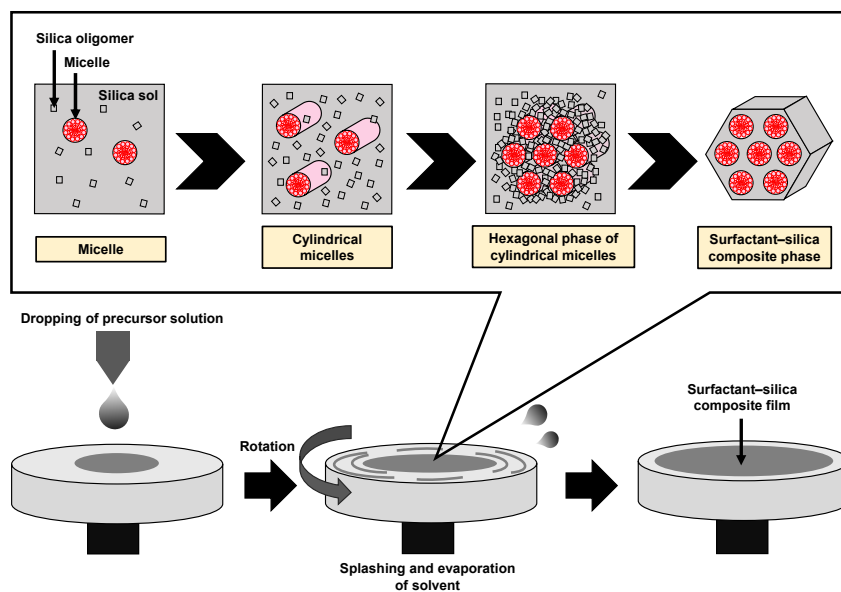 Silica oligomer
Micelle
Silica sol
Micelle
Cylindrical
micelles
Hexagonal phase of
cylindrical micelles
Surfactant–silica
composite phase
Dropping of precursor solution
Rotation
Splashing and evaporation
of solvent
Surfactant–silica
composite film